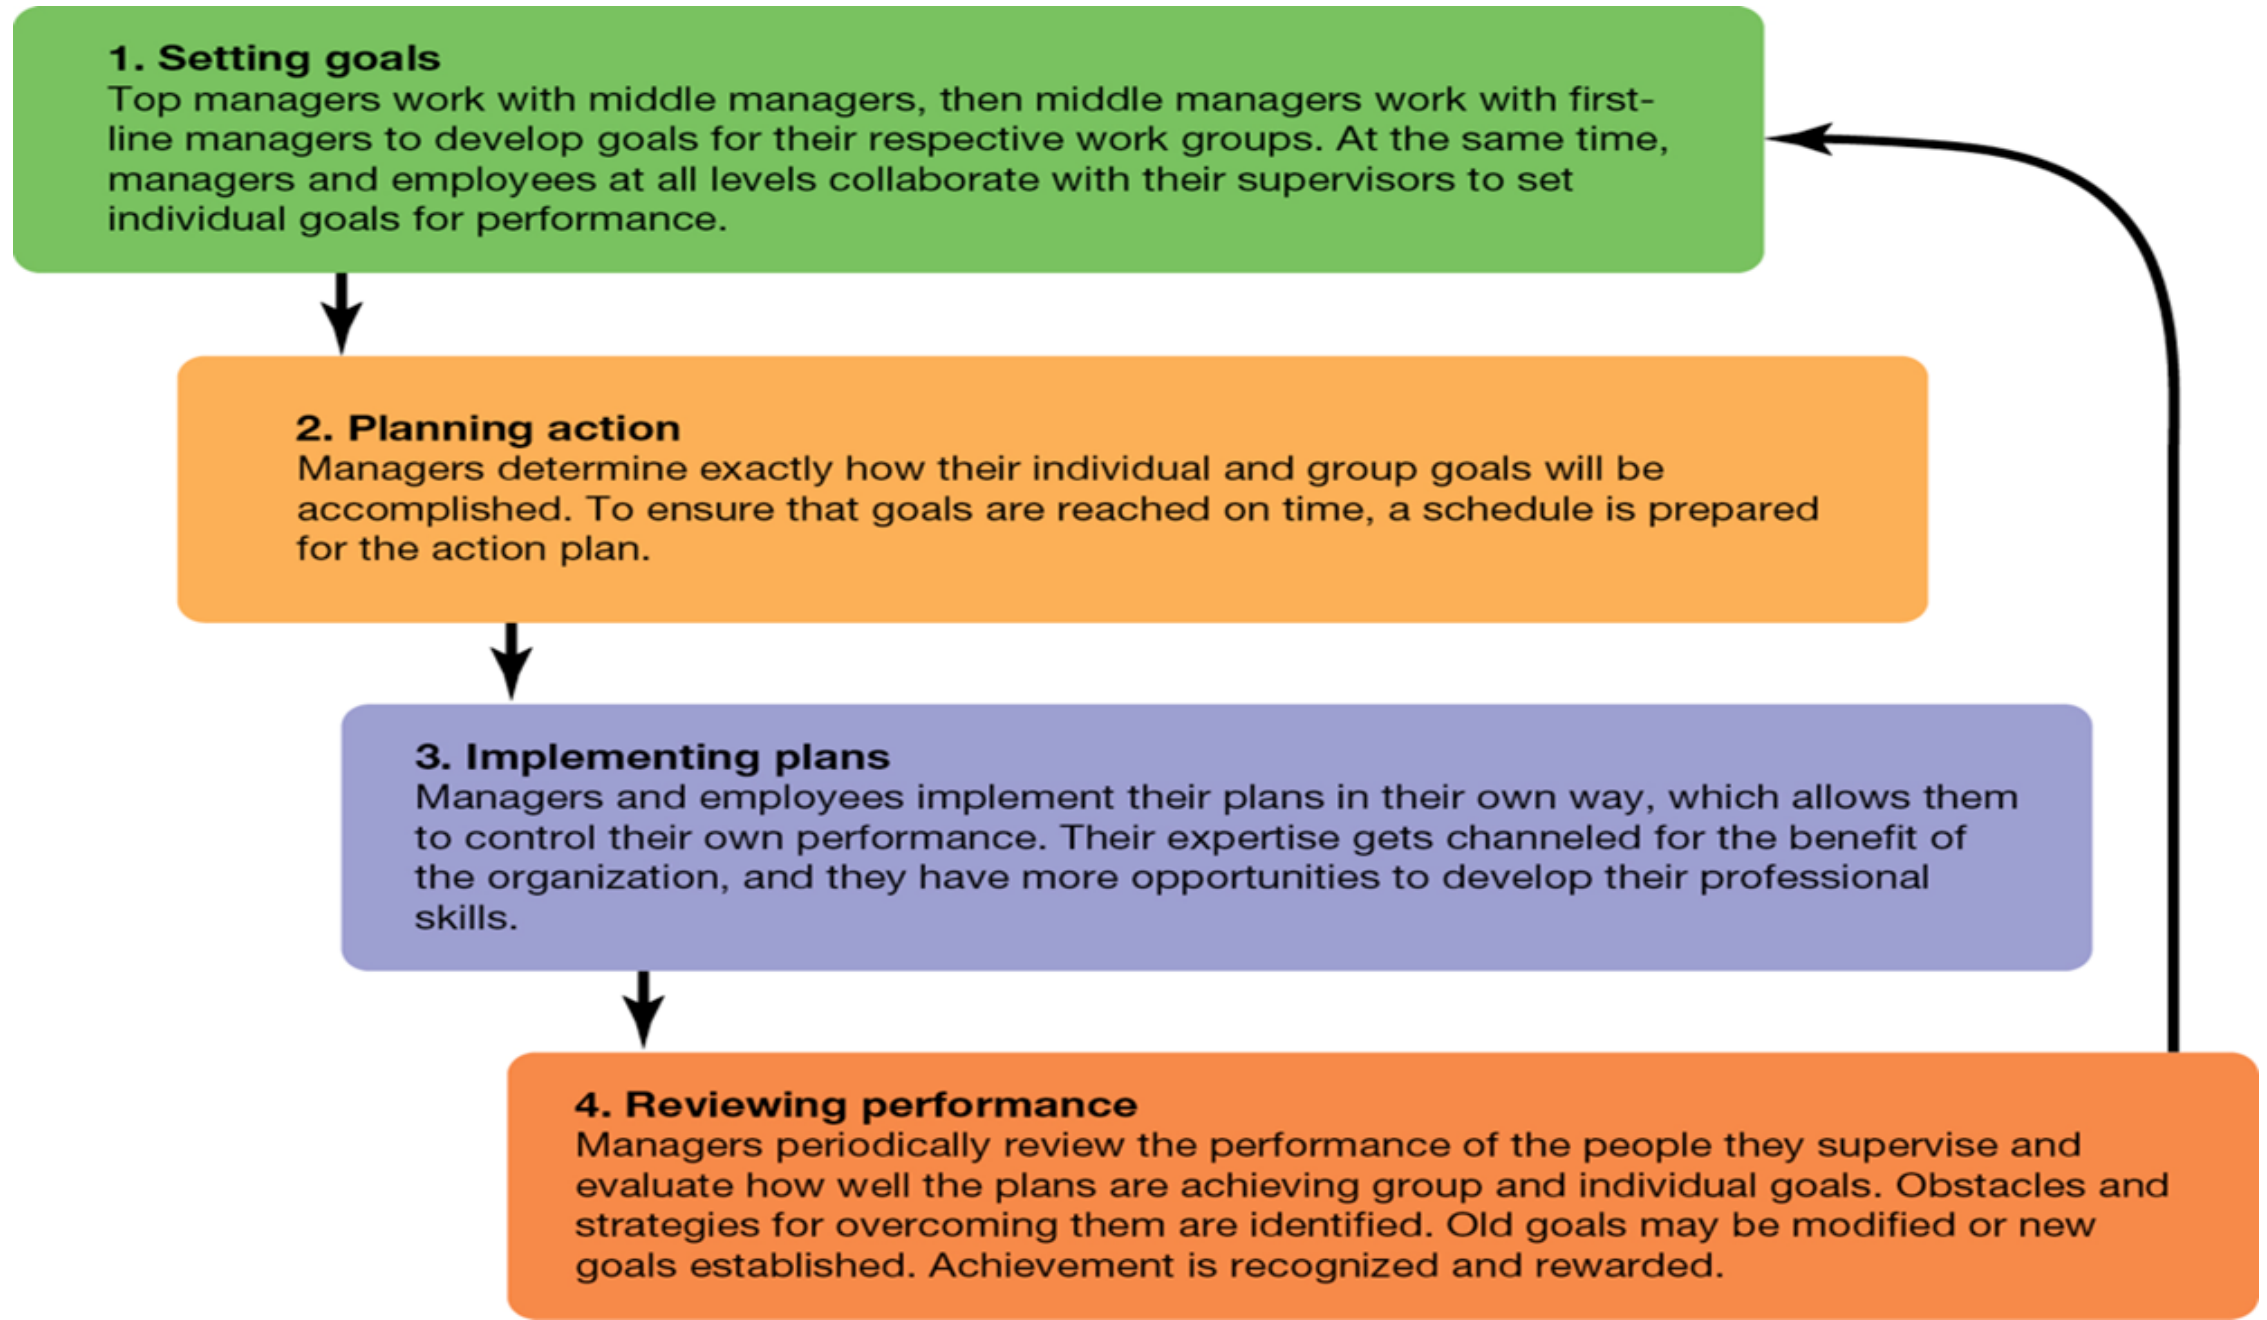 1. Setting goals
Top managers work with middle managers, then middle managers work with first-
line managers to develop goals for their respective work groups. At the same time,
managers and employees at all levels collaborate with their supervisors to set
individual goals for performance.
2. Planning action
Managers determine exactly how their individual and group goals will be
accomplished. To ensure that goals are reached on time, a schedule is prepared
for the action plan.
3. Implementing plans
Managers and employees implement their plans in their own way, which allows them
to control their own performance. Their expertise gets channeled for the benefit of
the organization, and they have more opportunities to develop their professional
skills.
4. Reviewing performance
Managers periodically review the performance of the people they supervise and
evaluate how well the plans are achieving group and individual goals. Obstacles and
strategies for overcoming them are identified. Old goals may be modified or new
goals established. Achievement is recognized and rewarded.